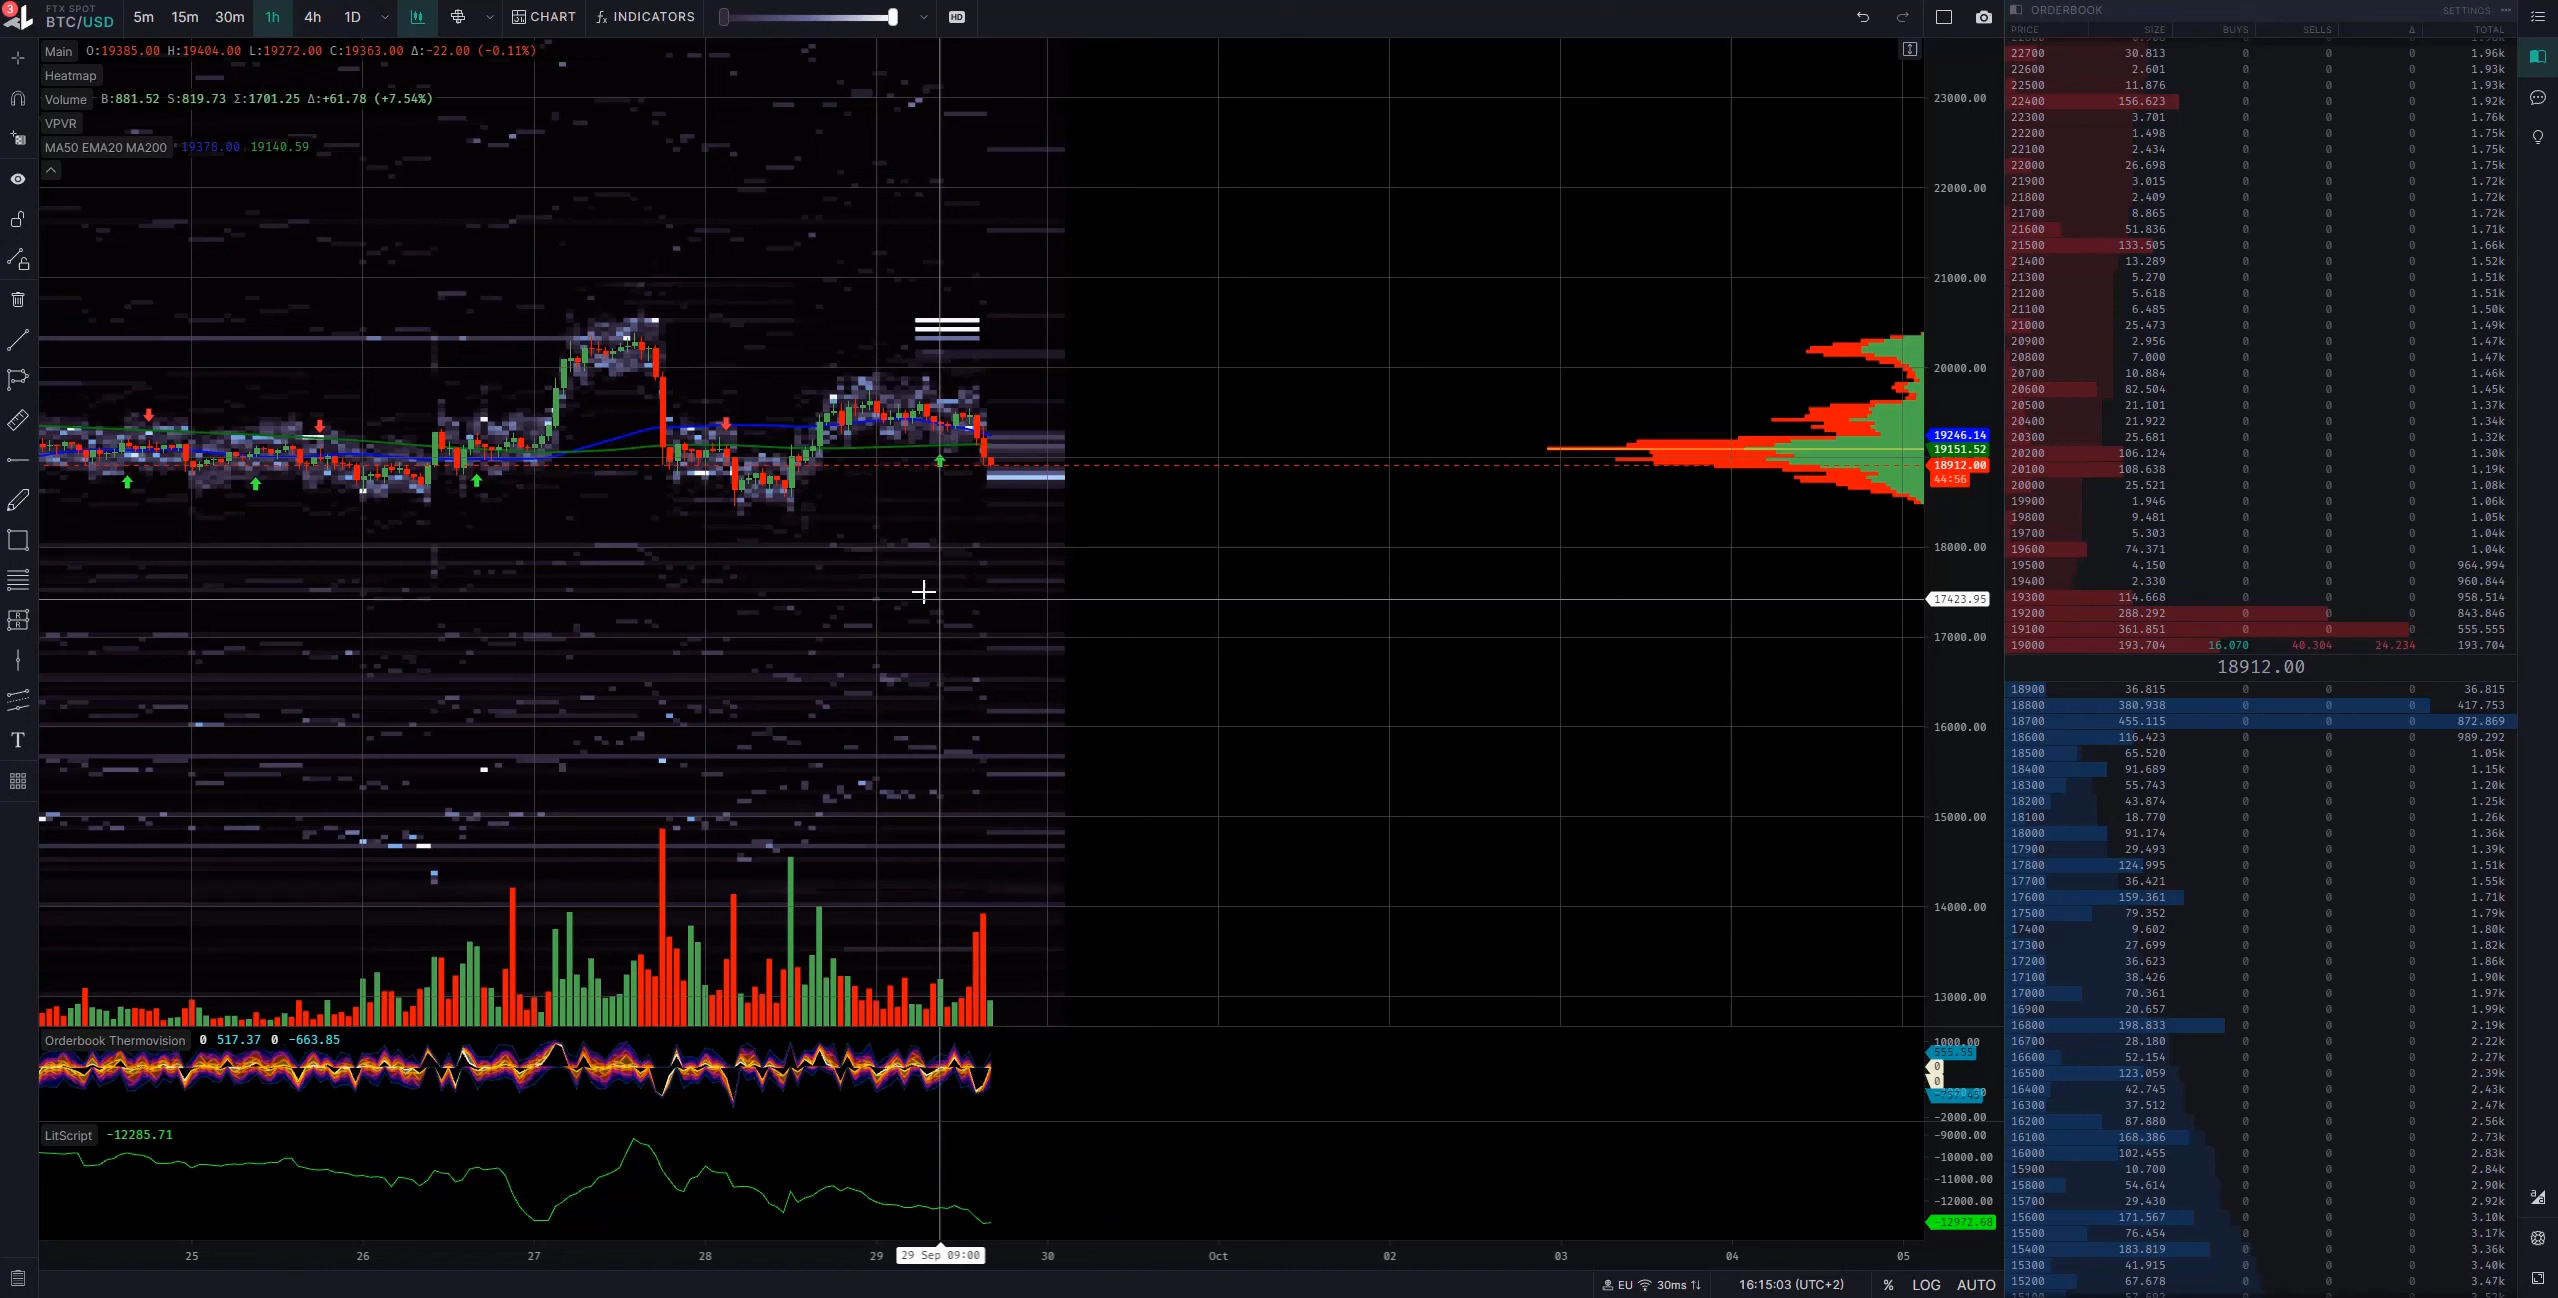 3
FTX SPOT
BTC/USD
5m 15m 30m 1h 4h 1D CHART fx INDICATORS HD
Main O:19385.00 H:19404.00 L:19272.00 C:19363.00 Δ:-22.00 (-0.11%)
Heatmap
Volume B:881.52 S:819.73 Σ:1701.25 Δ:+61.78 (+7.54%)
VPVR
MA50 EMA20 MA200 19378.00 19140.59
23000.00
22000.00
21000.00
20000.00
19246.14
19151.52
18912.00
44:56
18000.00
17423.95
17000.00
16000.00
15000.00
14000.00
13000.00
Orderbook Thermovision 0 517.37 0 -663.85
1000.00
555.55
0
0
-2000.00
LitScript -12285.71
-9000.00
-10000.00
-11000.00
-12000.00
-12972.68
25 26 27 28 29 29 Sep 09:00 30 Oct 02 03 04 05
EU 30ms 16:15:03 (UTC+2) % LOG AUTO
ORDERBOOK SETTINGS
PRICE SIZE BUYS SELLS Δ TOTAL
22700 30.813 0 0 0 1.96k
22600 2.601 0 0 0 1.93k
22500 11.876 0 0 0 1.93k
22400 156.623 0 0 0 1.92k
22300 3.701 0 0 0 1.76k
22200 1.498 0 0 0 1.75k
22100 2.434 0 0 0 1.75k
22000 26.698 0 0 0 1.75k
21900 3.015 0 0 0 1.72k
21800 2.409 0 0 0 1.72k
21700 8.865 0 0 0 1.72k
21600 51.836 0 0 0 1.71k
21500 133.505 0 0 0 1.66k
21400 13.289 0 0 0 1.52k
21300 5.270 0 0 0 1.51k
21200 5.618 0 0 0 1.51k
21100 6.485 0 0 0 1.50k
21000 25.473 0 0 0 1.49k
20900 2.956 0 0 0 1.47k
20800 7.000 0 0 0 1.47k
20700 10.884 0 0 0 1.46k
20600 82.504 0 0 0 1.45k
20500 21.101 0 0 0 1.37k
20400 21.922 0 0 0 1.34k
20300 25.681 0 0 0 1.32k
20200 106.124 0 0 0 1.30k
20100 108.638 0 0 0 1.19k
20000 25.521 0 0 0 1.08k
19900 1.946 0 0 0 1.06k
19800 9.481 0 0 0 1.05k
19700 5.303 0 0 0 1.04k
19600 74.371 0 0 0 1.04k
19500 4.150 0 0 0 964.994
19400 2.330 0 0 0 960.844
19300 114.668 0 0 0 958.514
19200 288.292 0 0 0 843.846
19100 361.851 0 0 0 555.555
19000 193.704 16.070 40.304 24.234 193.704
18912.00
18900 36.815 0 0 0 36.815
18800 380.938 0 0 0 417.753
18700 455.115 0 0 0 872.869
18600 116.423 0 0 0 989.292
18500 65.520 0 0 0 1.05k
18400 91.689 0 0 0 1.15k
18300 55.743 0 0 0 1.20k
18200 43.874 0 0 0 1.25k
18100 18.770 0 0 0 1.26k
18000 91.174 0 0 0 1.36k
17900 29.493 0 0 0 1.39k
17800 124.995 0 0 0 1.51k
17700 36.421 0 0 0 1.55k
17600 159.361 0 0 0 1.71k
17500 79.352 0 0 0 1.79k
17400 9.602 0 0 0 1.80k
17300 27.699 0 0 0 1.82k
17200 36.623 0 0 0 1.86k
17100 38.426 0 0 0 1.90k
17000 70.361 0 0 0 1.97k
16900 20.657 0 0 0 1.99k
16800 198.833 0 0 0 2.19k
16700 28.180 0 0 0 2.22k
16600 52.154 0 0 0 2.27k
16500 123.059 0 0 0 2.39k
16400 42.745 0 0 0 2.43k
16300 37.512 0 0 0 2.47k
16200 87.880 0 0 0 2.56k
16100 168.386 0 0 0 2.73k
16000 102.455 0 0 0 2.83k
15900 10.700 0 0 0 2.84k
15800 54.614 0 0 0 2.90k
15700 29.430 0 0 0 2.92k
15600 171.567 0 0 0 3.10k
15500 76.454 0 0 0 3.17k
15400 183.819 0 0 0 3.36k
15300 41.915 0 0 0 3.40k
15200 67.678 0 0 0 3.47k